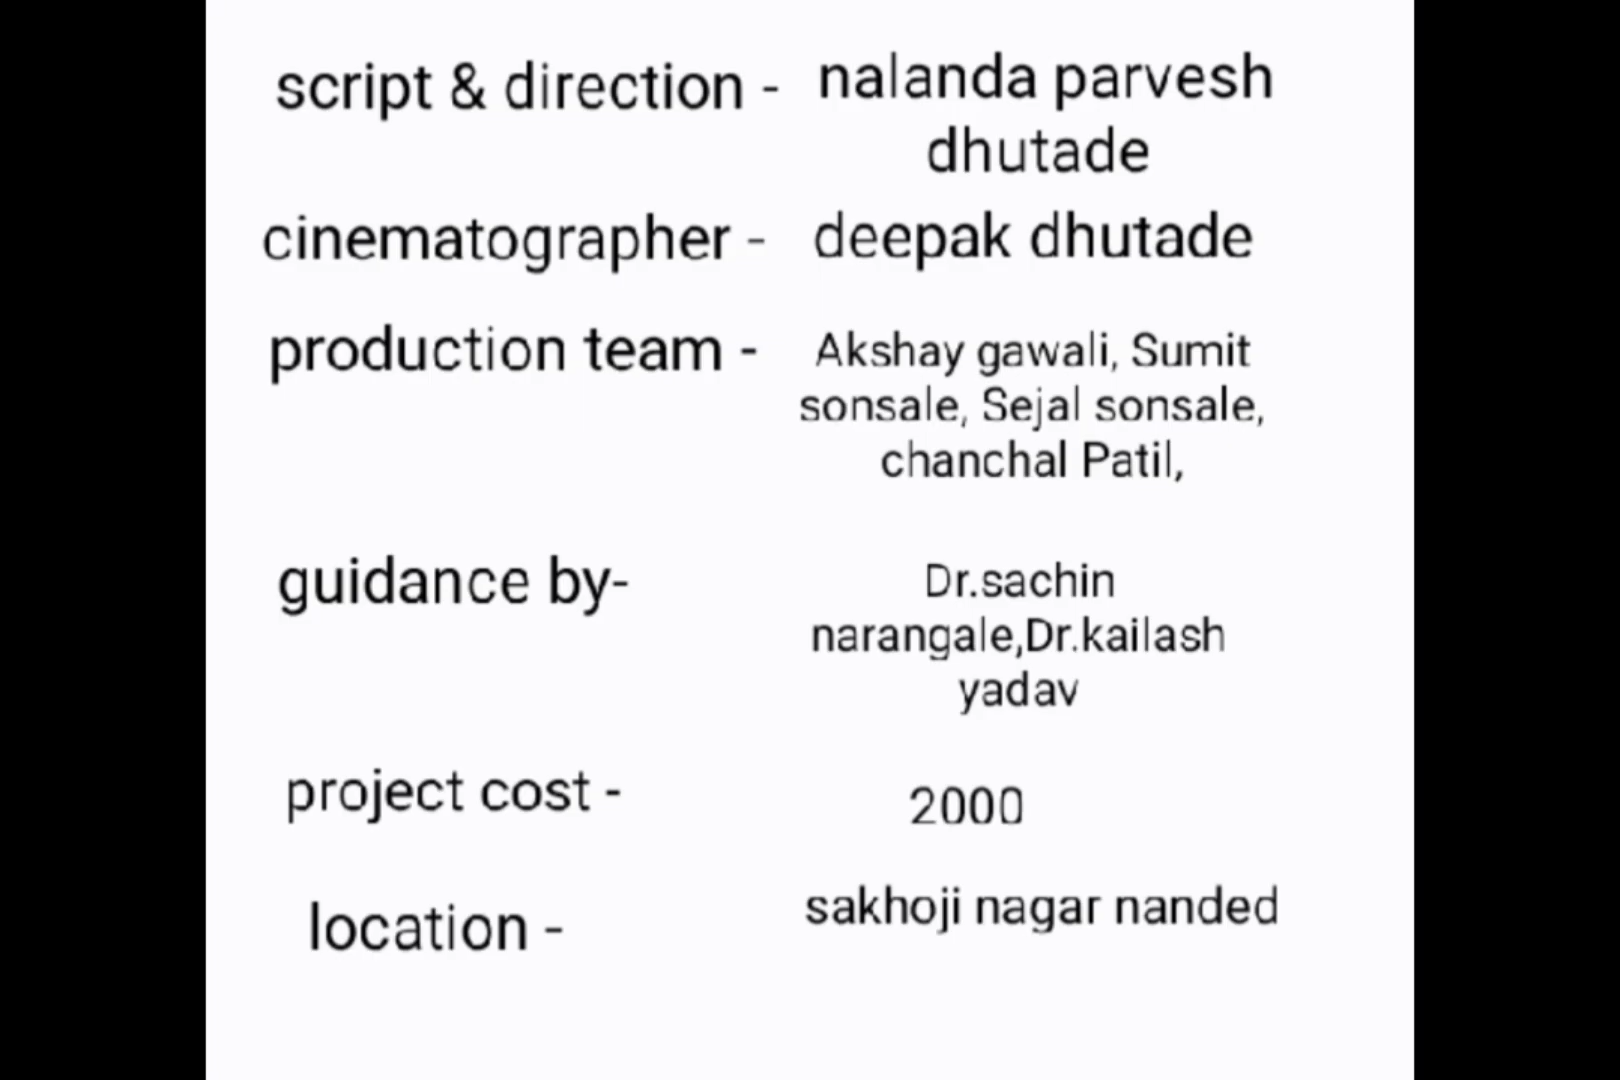 script & direction - nalanda parvesh
dhutade
cinematographer - deepak dhutade
production team - Akshay gawali, Sumit
sonsale, Sejal sonsale,
chanchal Patil,
guidance by- Dr.sachin
narangale,Dr.kailash
yadav
project cost - 2000
location - sakhoji nagar nanded